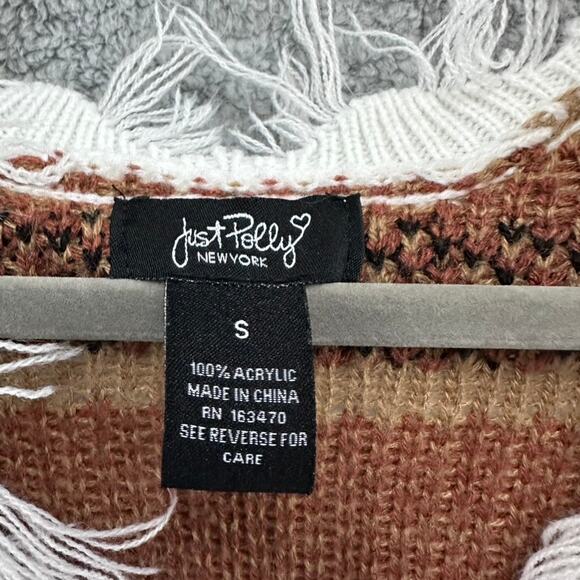 Just Polly
NEW YORK
S
100% ACRYLIC
MADE IN CHINA
RN 163470
SEE REVERSE FOR
CARE